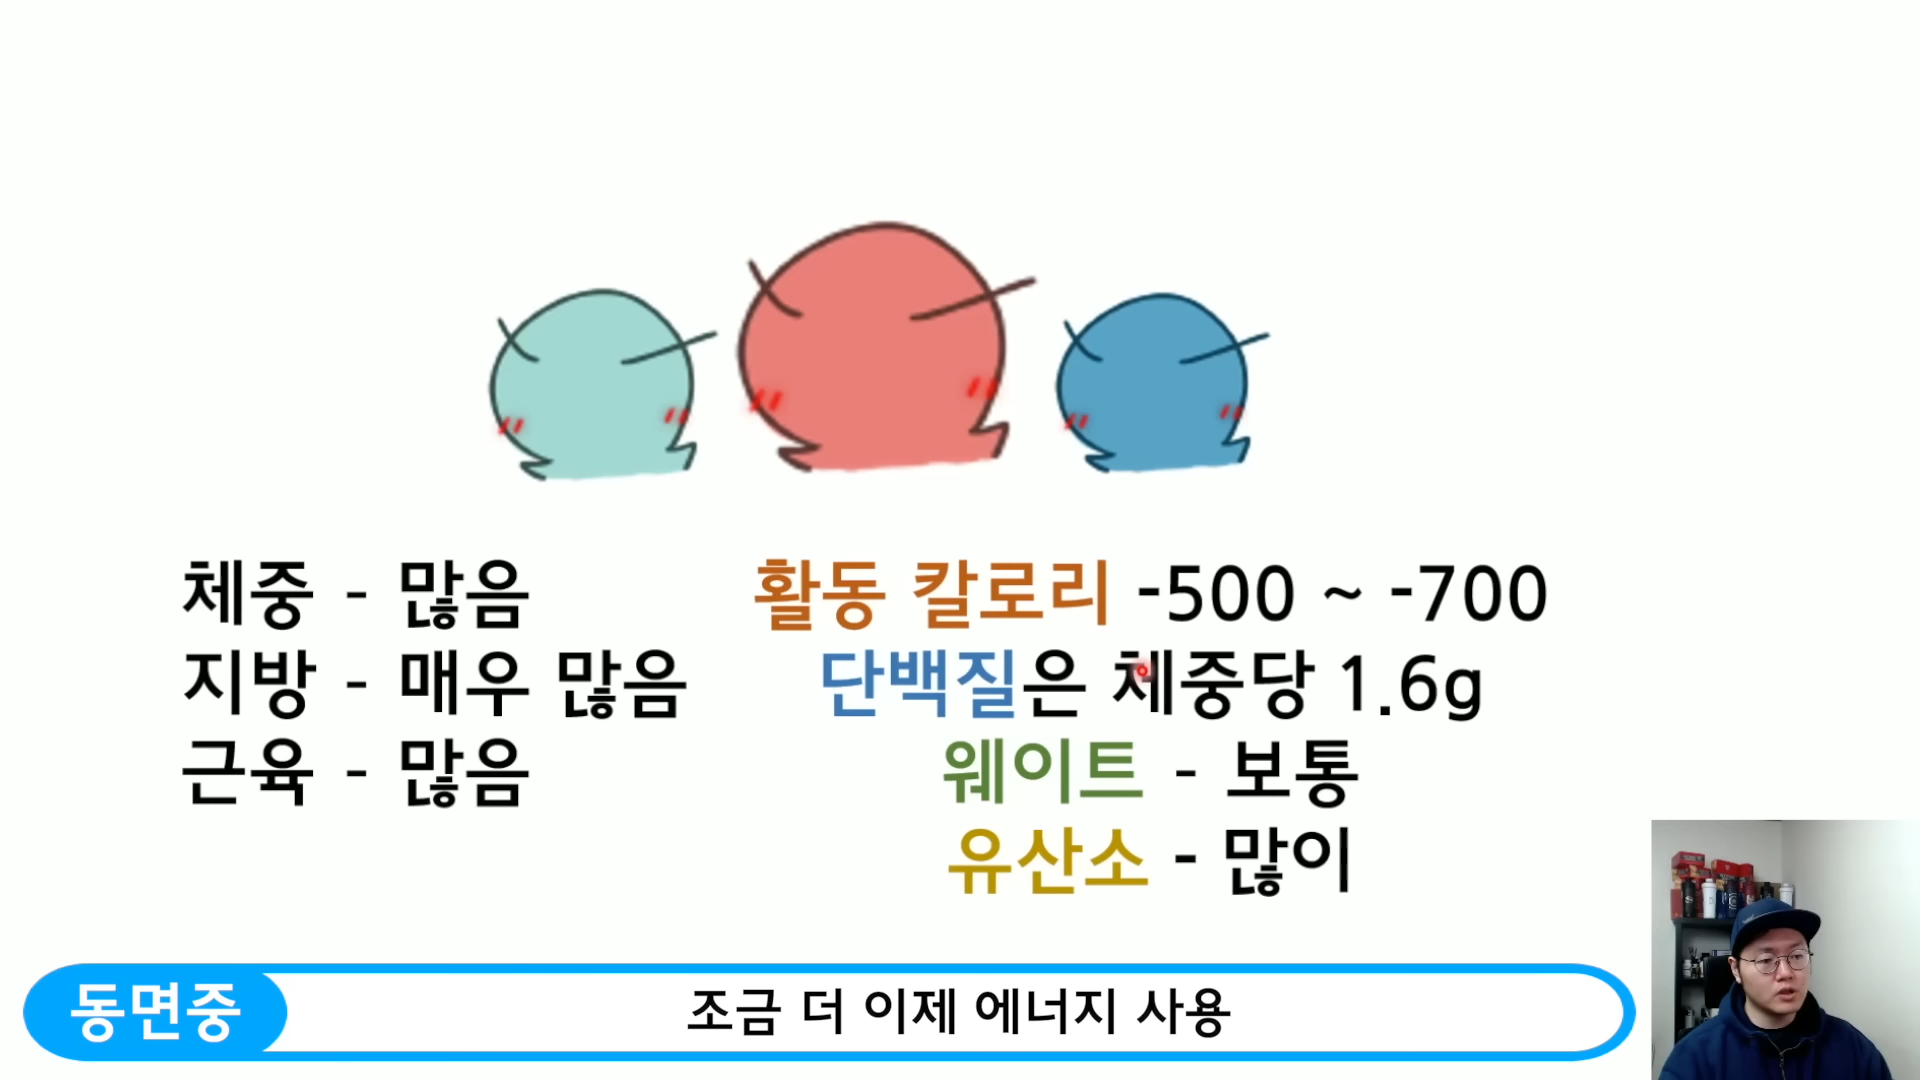 체중 - 많음
지방 - 매우 많음
근육 - 많음
활동 칼로리 -500 ~ -700
단백질은 체중당 1.6g
웨이트 - 보통
유산소 - 많이
동면중
조금 더 이제 에너지 사용